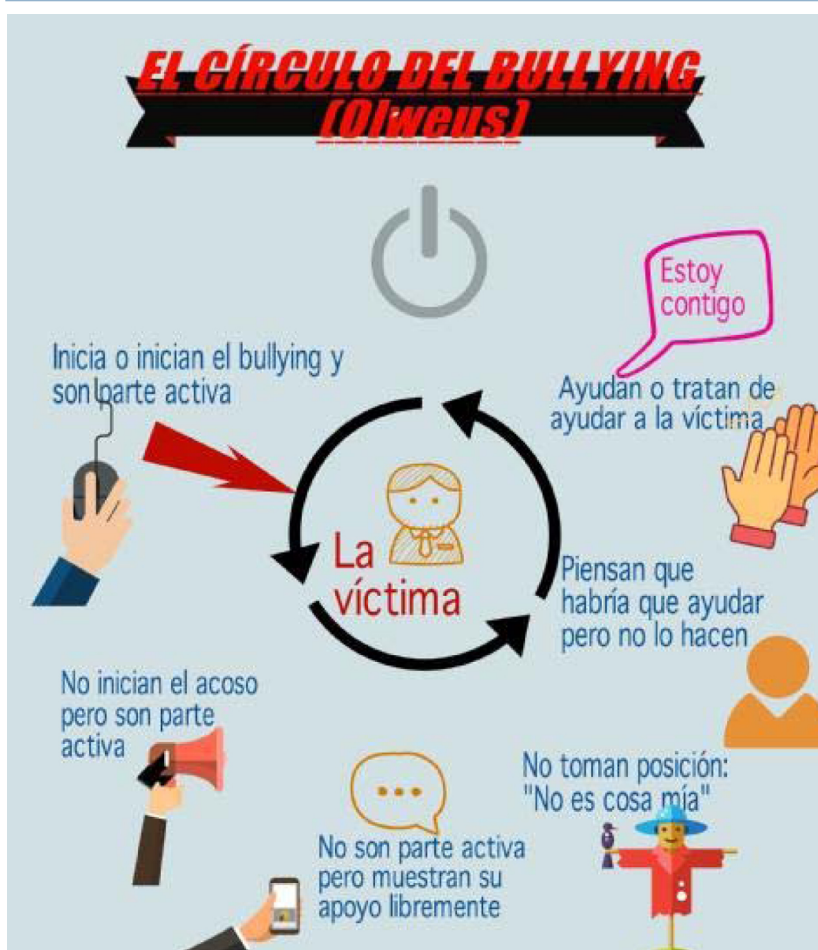 EL CÍRCULO DEL BULLYING
(Olweus)
Estoy
contigo
Inicia o inician el bullying y
son parte activa
Ayudan o tratan de
ayudar a la víctima
La
víctima
Piensan que
habría que ayudar
pero no lo hacen
No inician el acoso
pero son parte
activa
No toman posición:
"No es cosa mía"
No son parte activa
pero muestran su
apoyo libremente